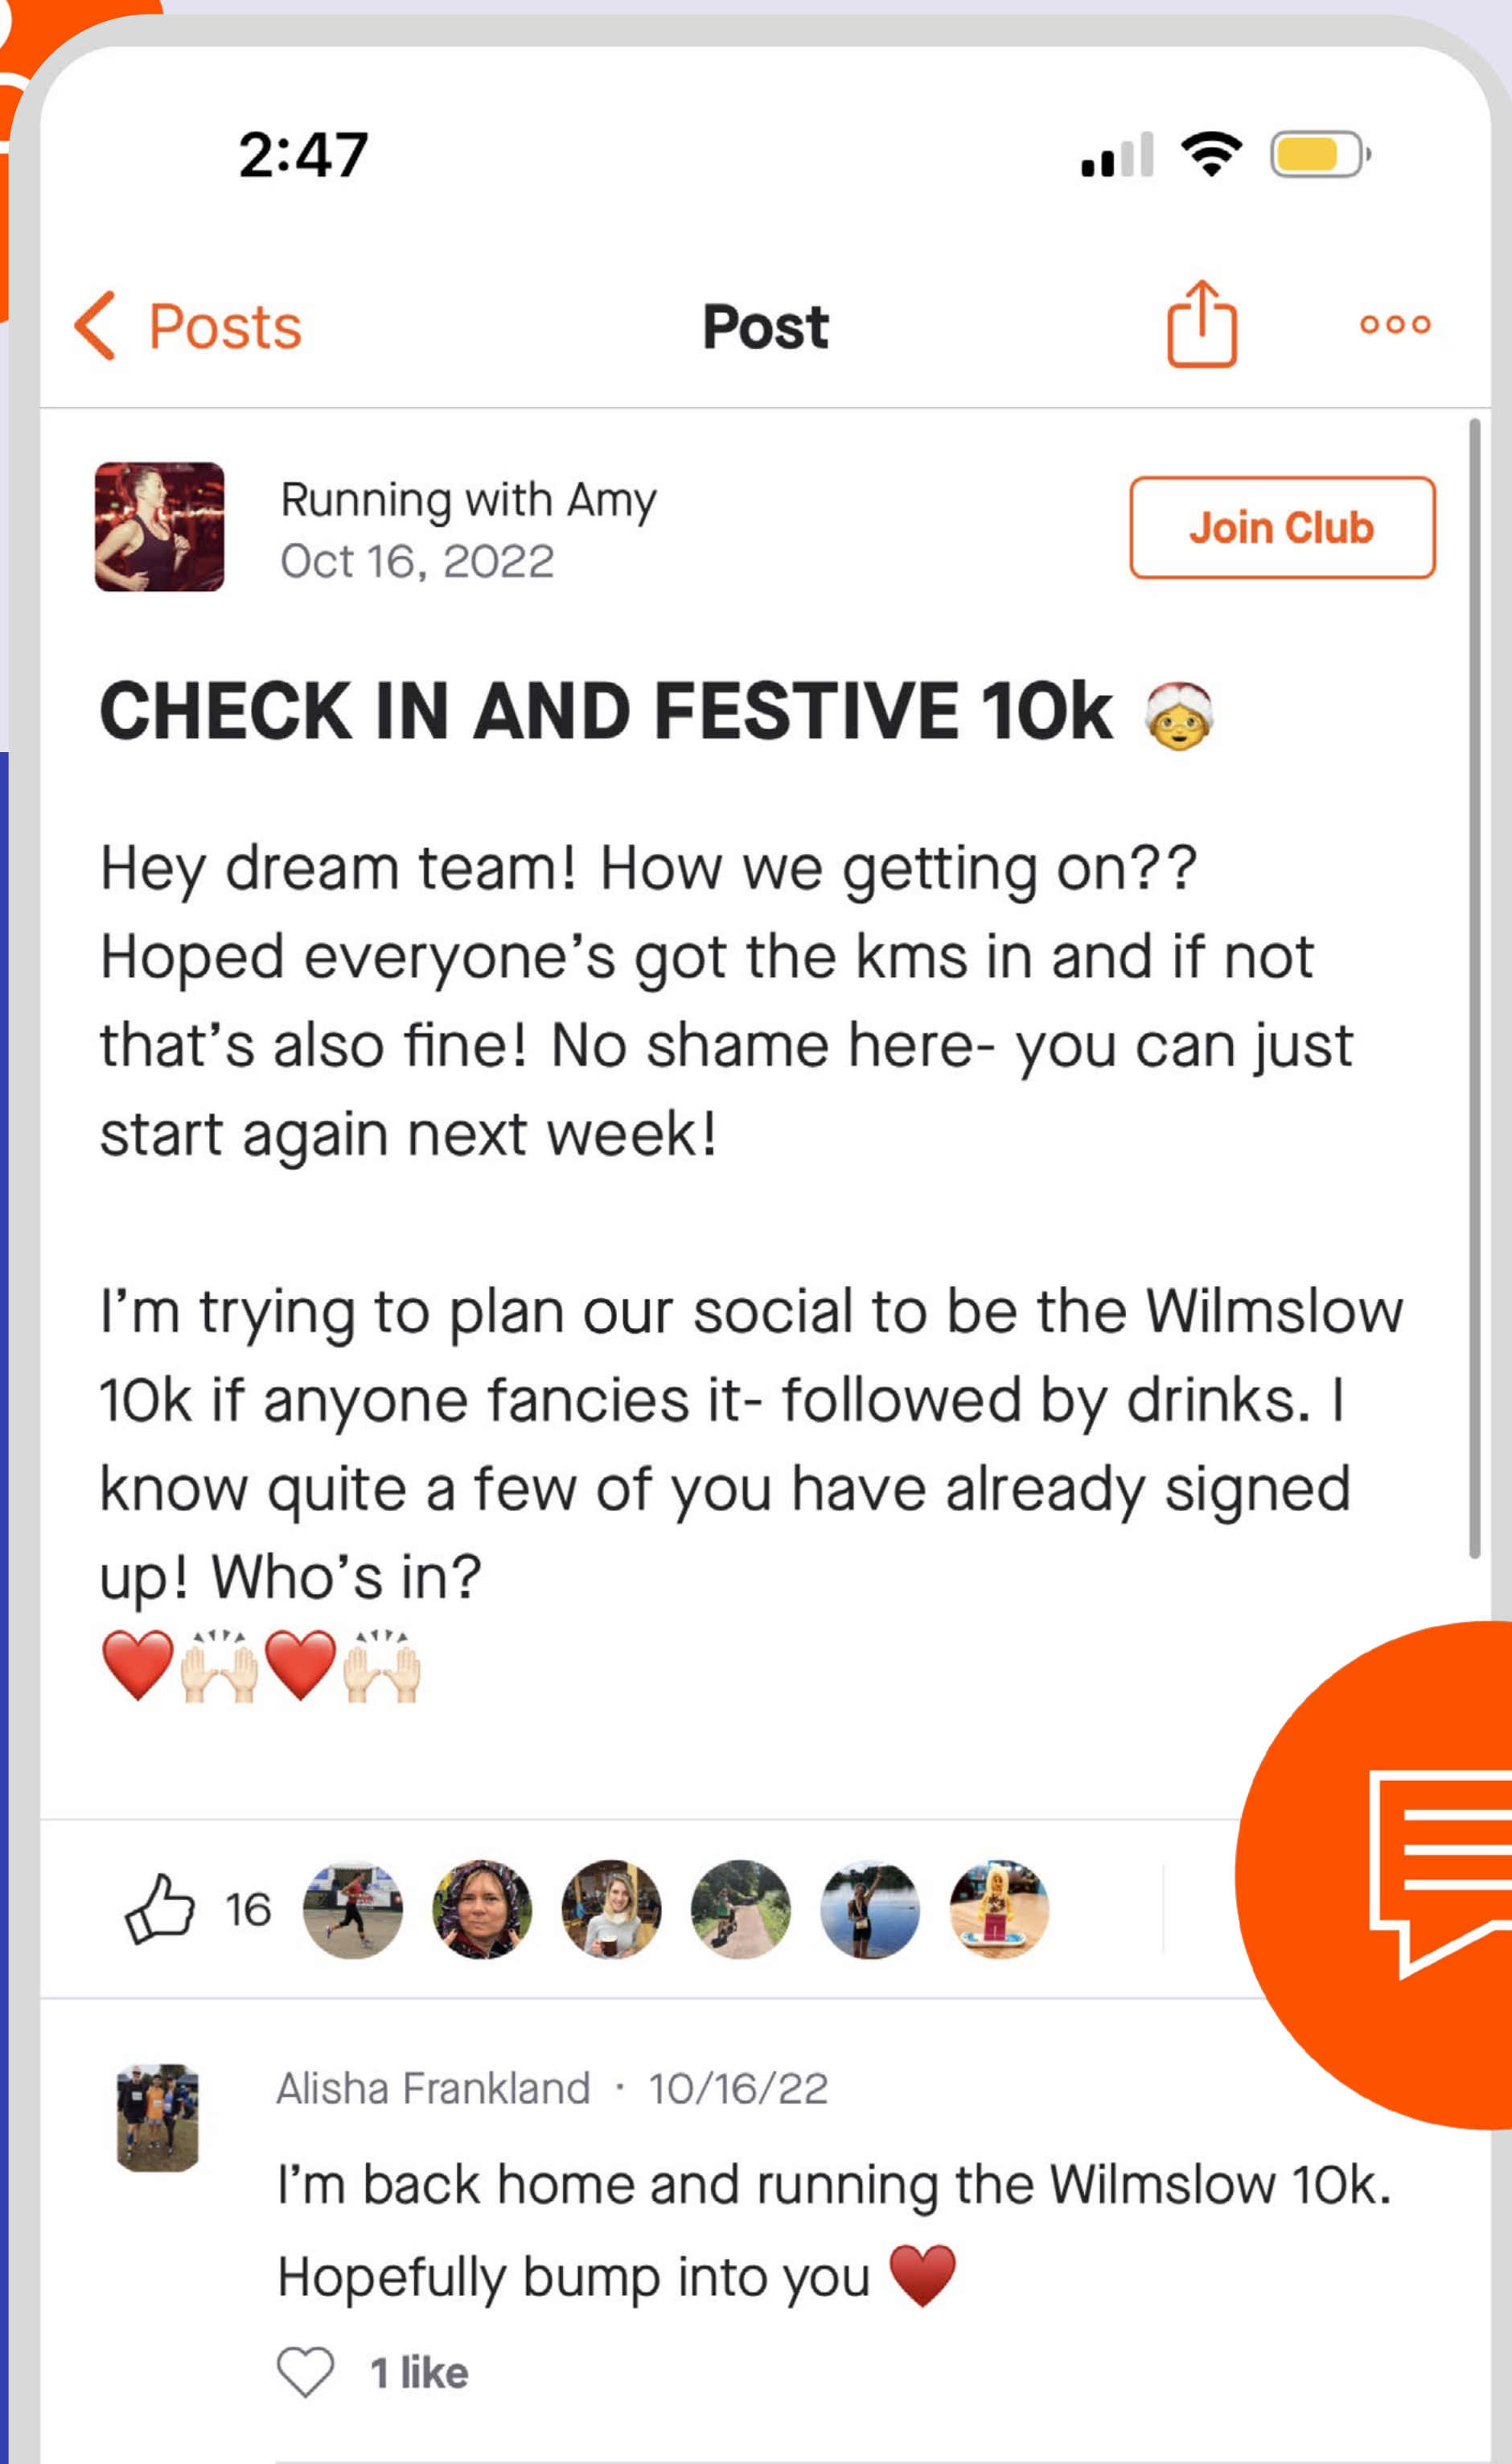 2:47
Posts
Post
Running with Amy
Oct 16, 2022
Join Club
CHECK IN AND FESTIVE 10k 🤶
Hey dream team! How we getting on??
Hoped everyone’s got the kms in and if not
that’s also fine! No shame here- you can just
start again next week!
I’m trying to plan our social to be the Wilmslow
10k if anyone fancies it- followed by drinks. I
know quite a few of you have already signed
up! Who’s in?
❤️🙌🏻❤️🙌🏻
16
Alisha Frankland · 10/16/22
I’m back home and running the Wilmslow 10k.
Hopefully bump into you ♥️
1 like